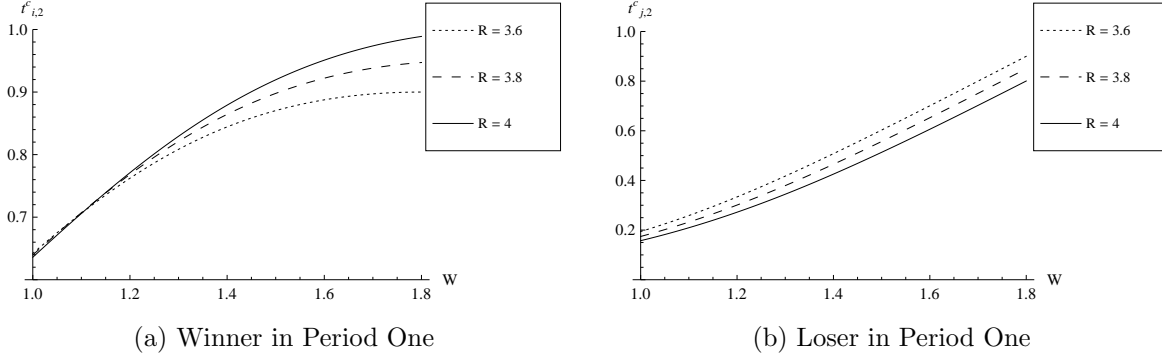 t^c_{i,2}
1.0
0.9
0.8
0.7
1.0
1.2
1.4
1.6
1.8
W
R = 3.6
R = 3.8
R = 4
(a) Winner in Period One
t^c_{j,2}
1.0
0.8
0.6
0.4
0.2
1.0
1.2
1.4
1.6
1.8
W
R = 3.6
R = 3.8
R = 4
(b) Loser in Period One